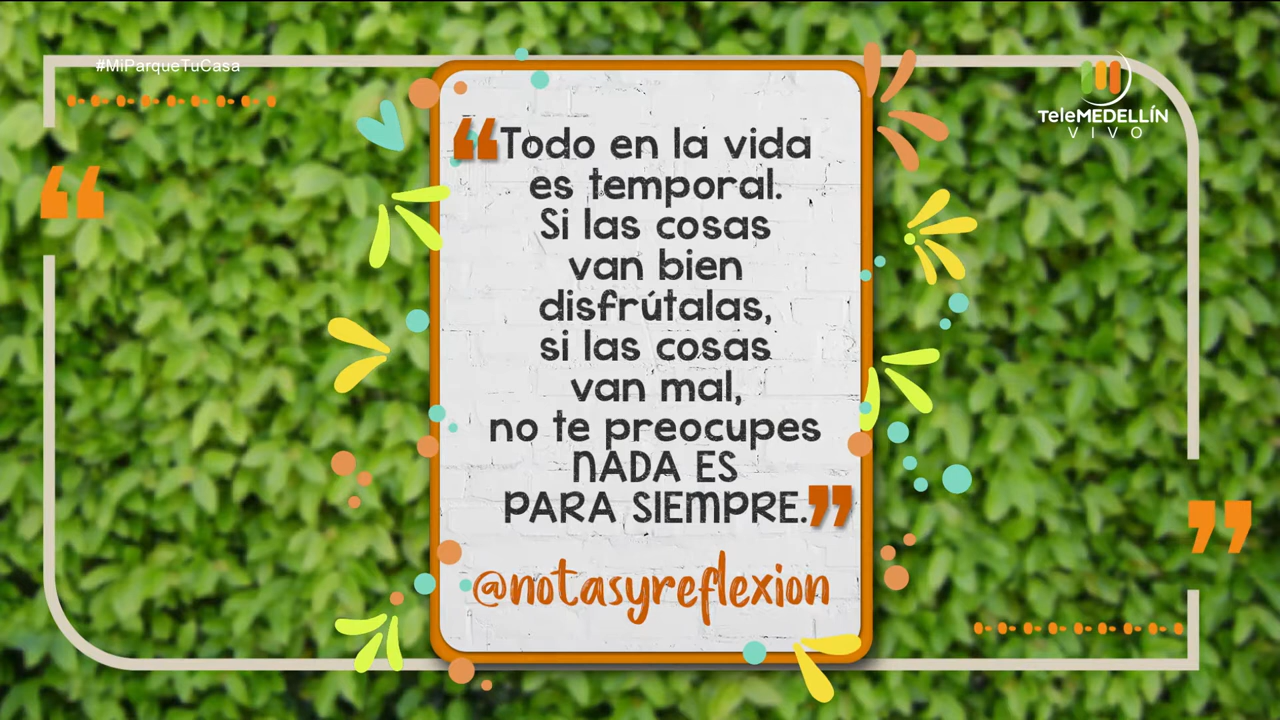 #MiParqueTuCasa
TeleMEDELLÍN
VIVO
“Todo en la vida
es temporal.
Si las cosas
van bien
disfrútalas,
si las cosas
van mal,
no te preocupes
NADA ES
PARA SIEMPRE.”
@notasyreflexion